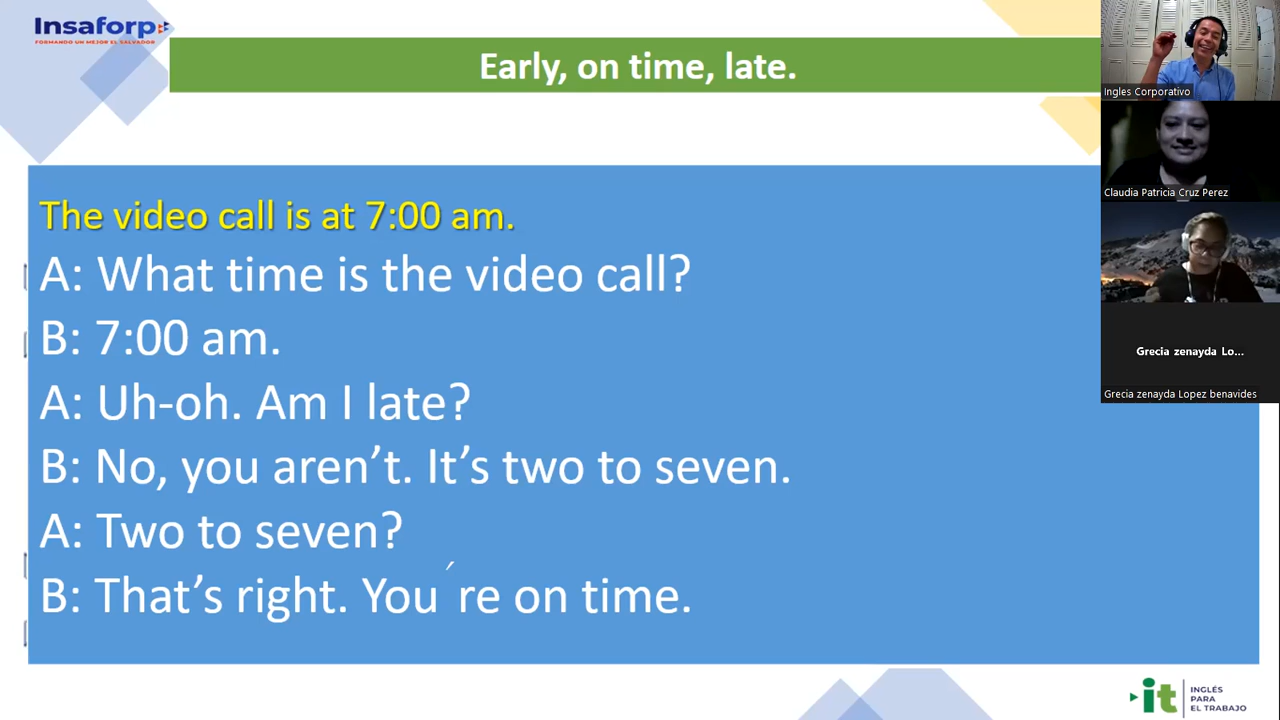 Insaforp
FORMANDO UN MEJOR EL SALVADOR
Early, on time, late.
The video call is at 7:00 am.
A: What time is the video call?
B: 7:00 am.
A: Uh-oh. Am I late?
B: No, you aren’t. It’s two to seven.
A: Two to seven?
B: That’s right. You´re on time.
Ingles Corporativo
Claudia Patricia Cruz Perez
Grecia zenayda Lo...
Grecia zenayda Lopez benavides
it
INGLÉS
PARA
EL TRABAJO